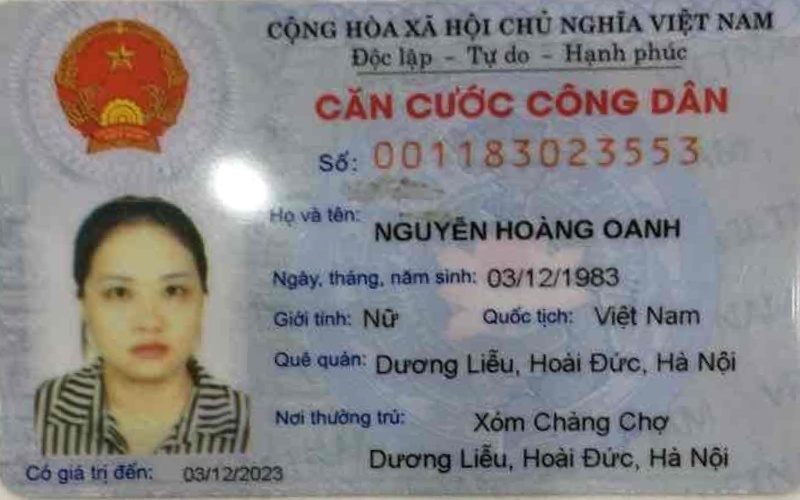 CỘNG HÒA XÃ HỘI CHỦ NGHĨA VIỆT NAM
Độc lập - Tự do - Hạnh phúc
CĂN CƯỚC CÔNG DÂN
Số: 001183023553
Họ và tên: NGUYỄN HOÀNG OANH
Ngày, tháng, năm sinh: 03/12/1983
Giới tính: Nữ Quốc tịch: Việt Nam
Quê quán: Dương Liễu, Hoài Đức, Hà Nội
Nơi thường trú: Xóm Chàng Chợ
Dương Liễu, Hoài Đức, Hà Nội
Có giá trị đến: 03/12/2023